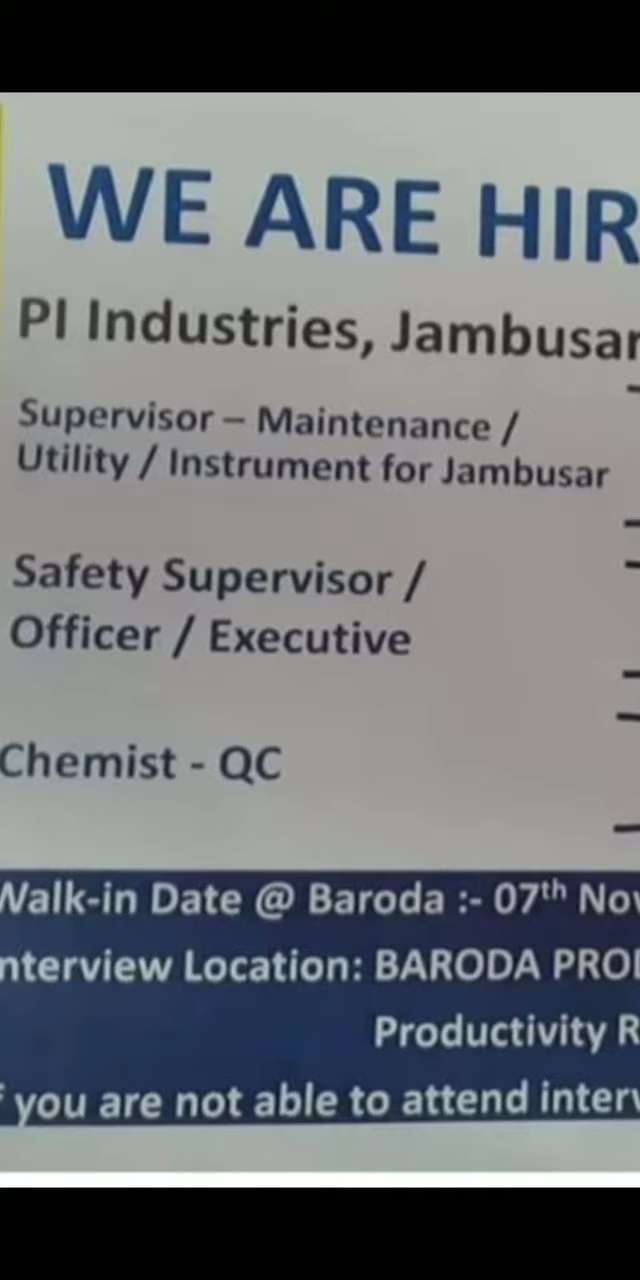 WE ARE HIR
PI Industries, Jambusar
Supervisor – Maintenance /
Utility / Instrument for Jambusar
Safety Supervisor /
Officer / Executive
Chemist - QC
Walk-in Date @ Baroda :- 07th Nov
nterview Location: BARODA PROD
Productivity R
f you are not able to attend interv